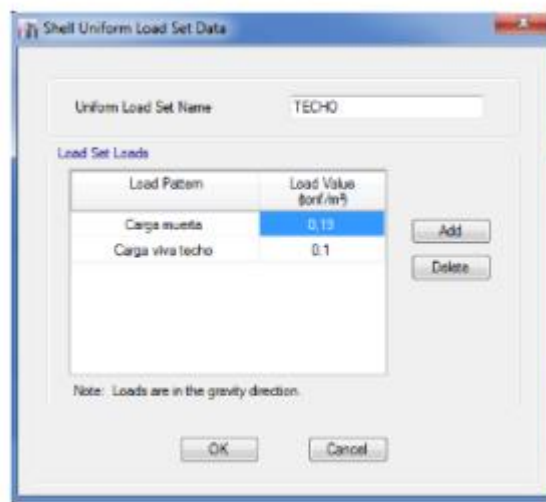 Shell Uniform Load Set Data
Uniform Load Set Name TECHO
Load Set Loads
Load Pattern Load Value
(tonf/m²)
Carga muerta 0,13
Carga viva techo 0.1
Add
Delete
Note: Loads are in the gravity direction.
OK Cancel